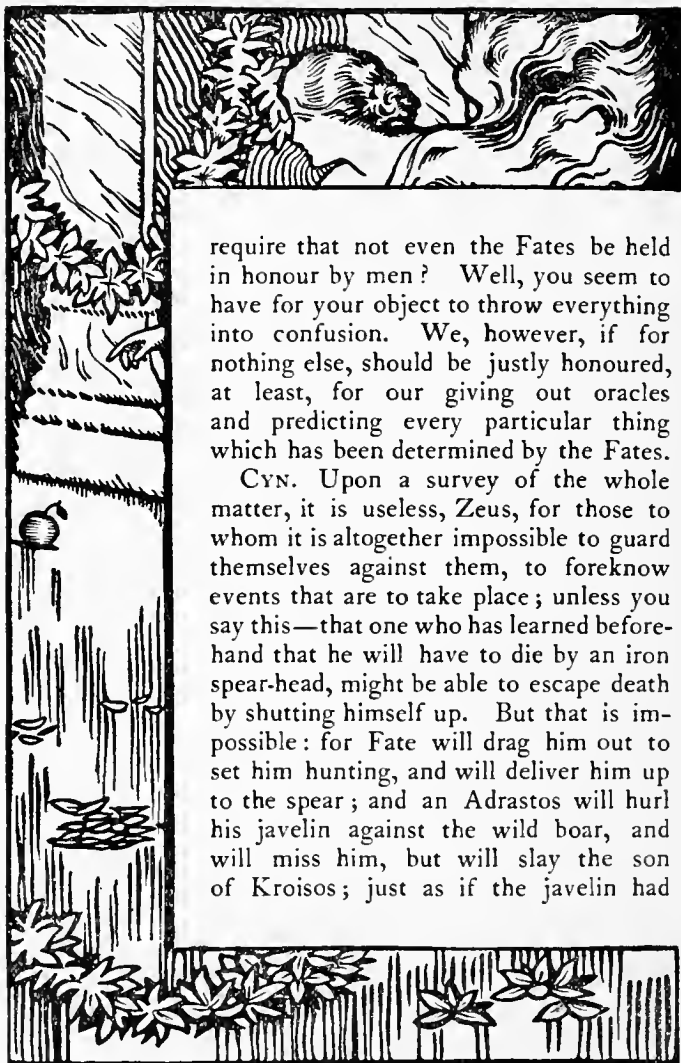 require that not even the Fates be held
in honour by men ? Well, you seem to
have for your object to throw everything
into confusion. We, however, if for
nothing else, should be justly honoured,
at least, for our giving out oracles
and predicting every particular thing
which has been determined by the Fates.
CYN. Upon a survey of the whole
matter, it is useless, Zeus, for those to
whom it is altogether impossible to guard
themselves against them, to foreknow
events that are to take place ; unless you
say this—that one who has learned before-
hand that he will have to die by an iron
spear-head, might be able to escape death
by shutting himself up. But that is im-
possible : for Fate will drag him out to
set him hunting, and will deliver him up
to the spear ; and an Adrastos will hurl
his javelin against the wild boar, and
will miss him, but will slay the son
of Kroisos ; just as if the javelin had